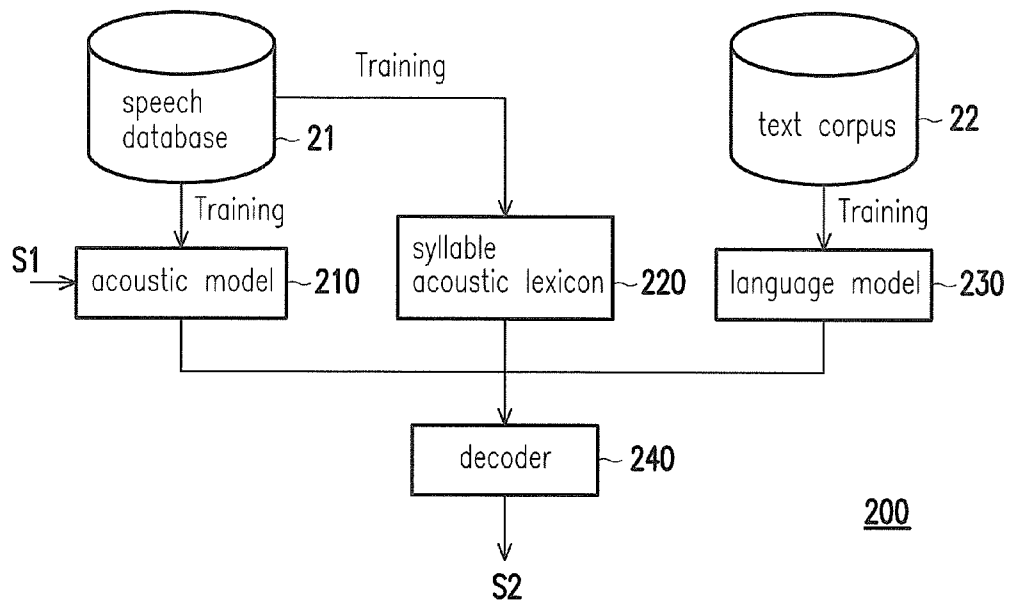 Training
speech
database
21
text corpus
22
Training
Training
S1
acoustic model
210
syllable
acoustic lexicon
220
language model
230
decoder
240
200
S2